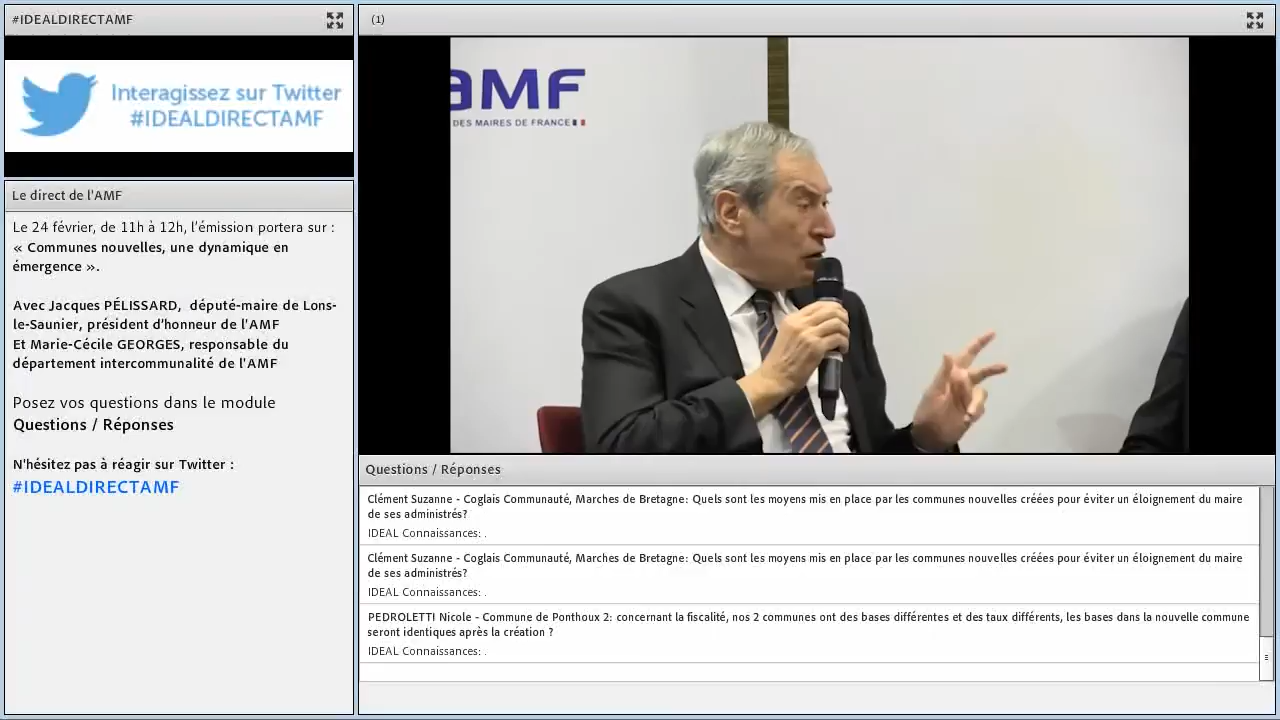 #IDEALDIRECTAMF
Interagissez sur Twitter
#IDEALDIRECTAMF
Le direct de l'AMF
Le 24 février, de 11h à 12h, l'émission portera sur :
« Communes nouvelles, une dynamique en
émergence ».
Avec Jacques PÉLISSARD, député-maire de Lons-
le-Saunier, président d'honneur de l'AMF
Et Marie-Cécile GEORGES, responsable du
département intercommunalité de l'AMF
Posez vos questions dans le module
Questions / Réponses
N'hésitez pas à réagir sur Twitter :
#IDEALDIRECTAMF
(1)
AMF
DES MAIRES DE FRANCE
Questions / Réponses
Clément Suzanne - Coglais Communauté, Marches de Bretagne: Quels sont les moyens mis en place par les communes nouvelles créées pour éviter un éloignement du maire
de ses administrés?
IDEAL Connaissances: .
Clément Suzanne - Coglais Communauté, Marches de Bretagne: Quels sont les moyens mis en place par les communes nouvelles créées pour éviter un éloignement du maire
de ses administrés?
IDEAL Connaissances: .
PEDROLETTI Nicole - Commune de Ponthoux 2: concernant la fiscalité, nos 2 communes ont des bases différentes et des taux différents, les bases dans la nouvelle commune
seront identiques après la création ?
IDEAL Connaissances: .